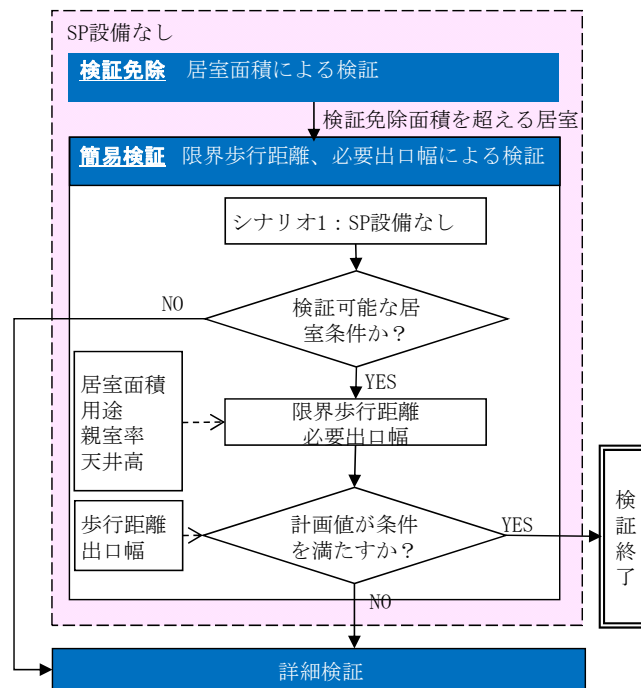 SP設備なし
検証免除 居室面積による検証
検証免除面積を超える居室
簡易検証 限界歩行距離、必要出口幅による検証
シナリオ1：SP設備なし
NO
検証可能な居
室条件か？
YES
居室面積
用途
親室率
天井高
限界歩行距離
必要出口幅
歩行距離
出口幅
計画値が条件
を満たすか？
YES
検
証
終
了
NO
詳細検証